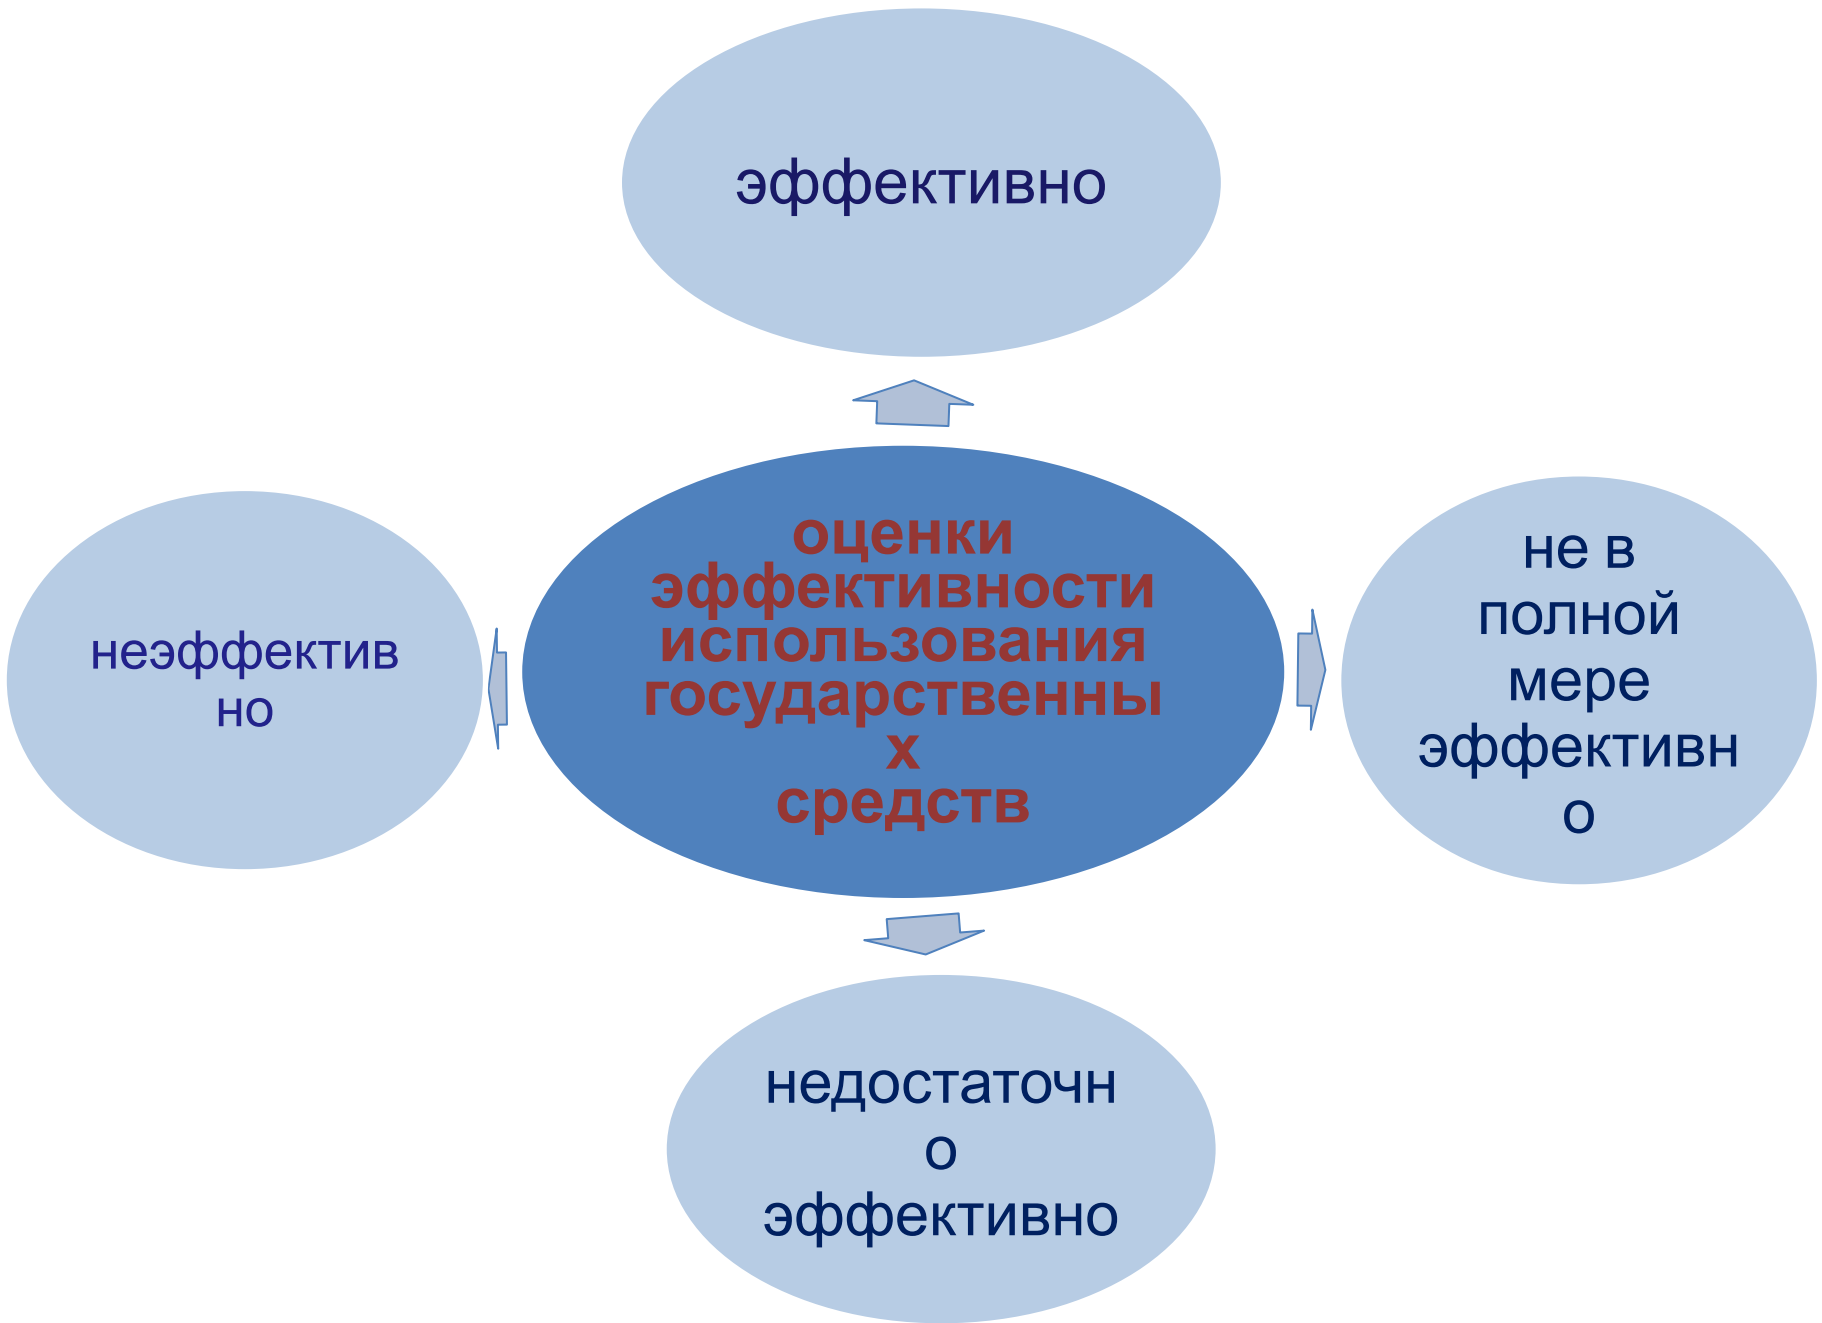 эффективно
оценки
эффективности
использования
государственны
х
средств
неэффектив
но
не в
полной
мере
эффективн
о
недостаточн
о
эффективно